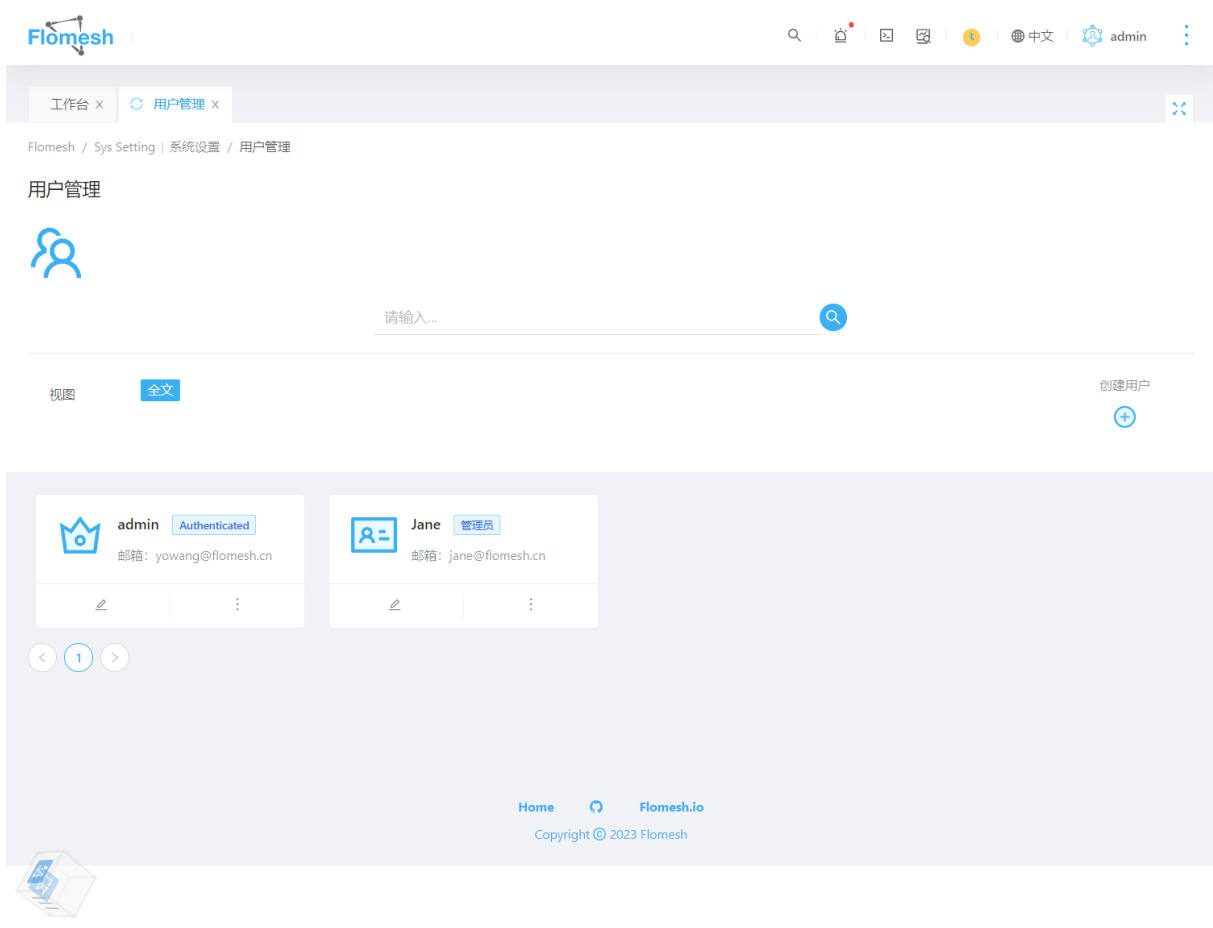 Flomesh
中文
admin
工作台 x
用户管理 x
Flomesh / Sys Setting | 系统设置 / 用户管理
用户管理
请输入...
视图
全文
创建用户
admin Authenticated
邮箱：yowang@flomesh.cn
Jane 管理员
邮箱：jane@flomesh.cn
1
Home
Flomesh.io
Copyright © 2023 Flomesh